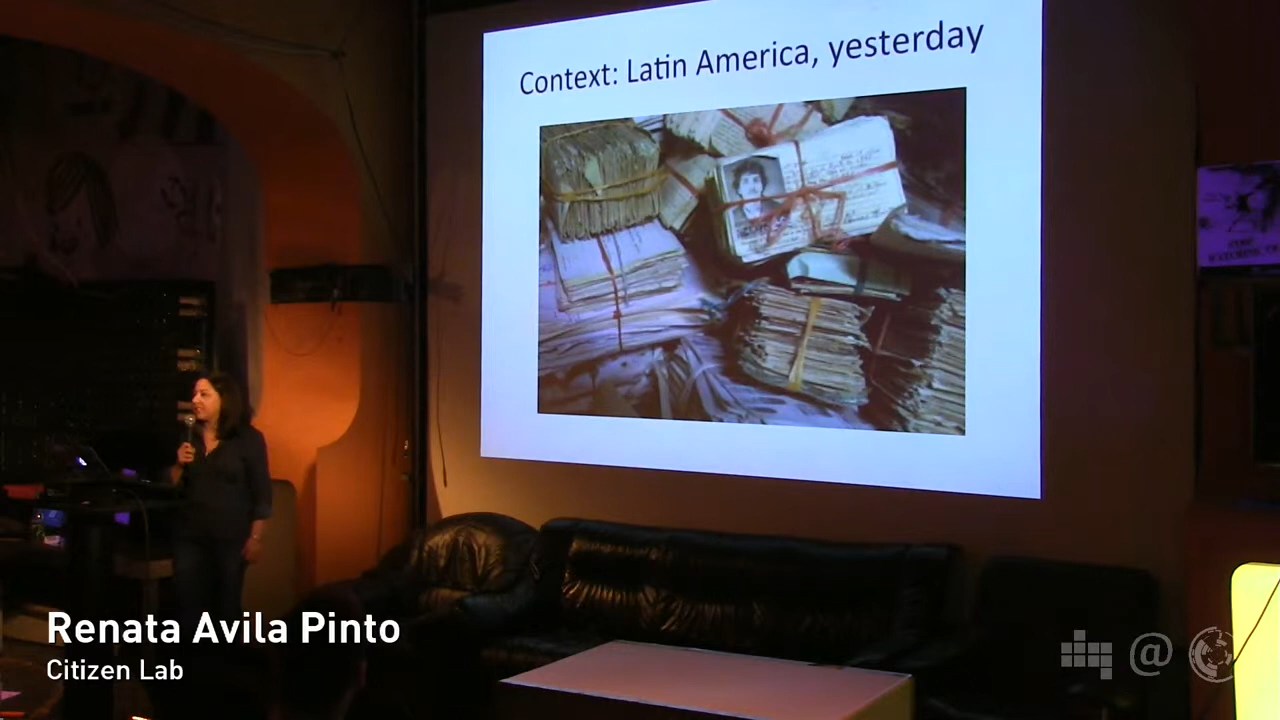 Context: Latin America, yesterday
Renata Avila Pinto
Citizen Lab
@